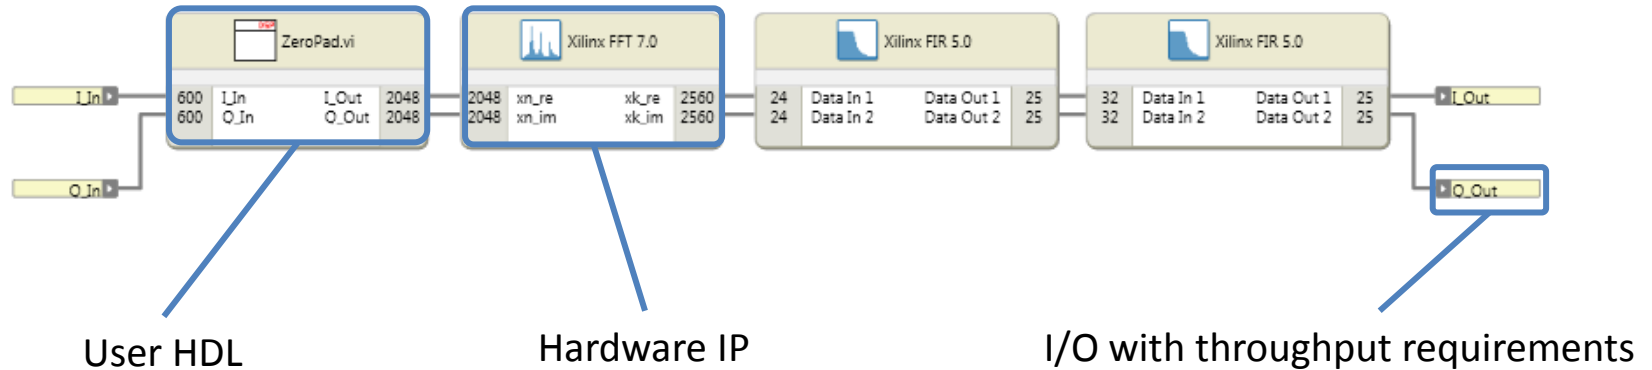 ZeroPad.vi
Xilinx FFT 7.0
Xilinx FIR 5.0
Xilinx FIR 5.0
I_In
600 I_In I_Out 2048
2048 xn_re xk_re 2560
24 Data In 1 Data Out 1 25
32 Data In 1 Data Out 1 25
I_Out
600 Q_In Q_Out 2048
2048 xn_im xk_im 2560
24 Data In 2 Data Out 2 25
32 Data In 2 Data Out 2 25
Q_In
Q_Out
User HDL
Hardware IP
I/O with throughput requirements